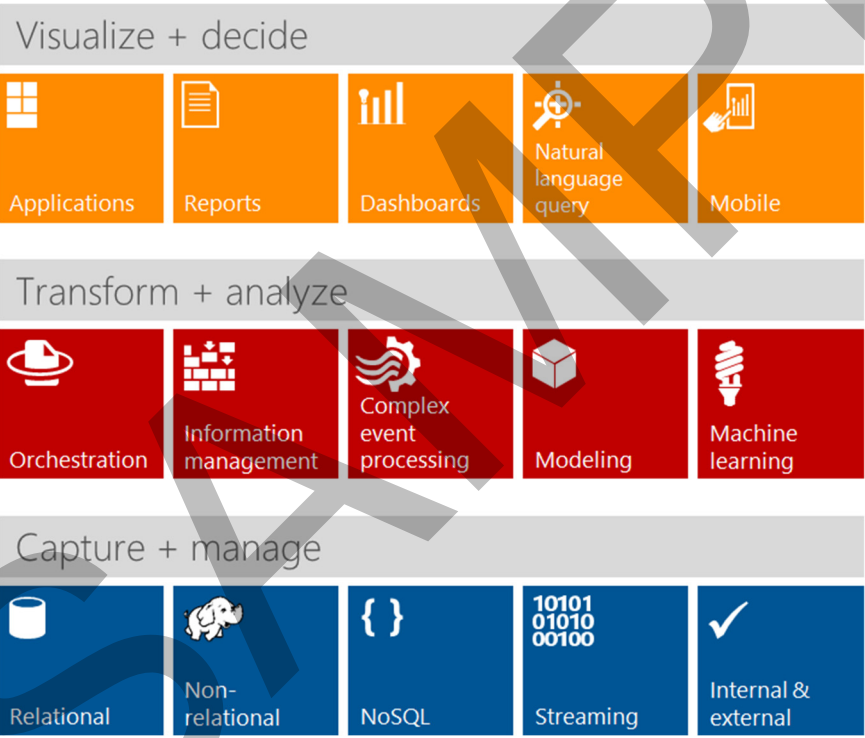 Visualize + decide
Applications
Reports
Dashboards
Natural
language
query
Mobile
Transform + analyze
Orchestration
Information
management
Complex
event
processing
Modeling
Machine
learning
Capture + manage
Relational
Non-
relational
NoSQL
{ }
10101
01010
00100
Streaming
Internal &
external
SAMP